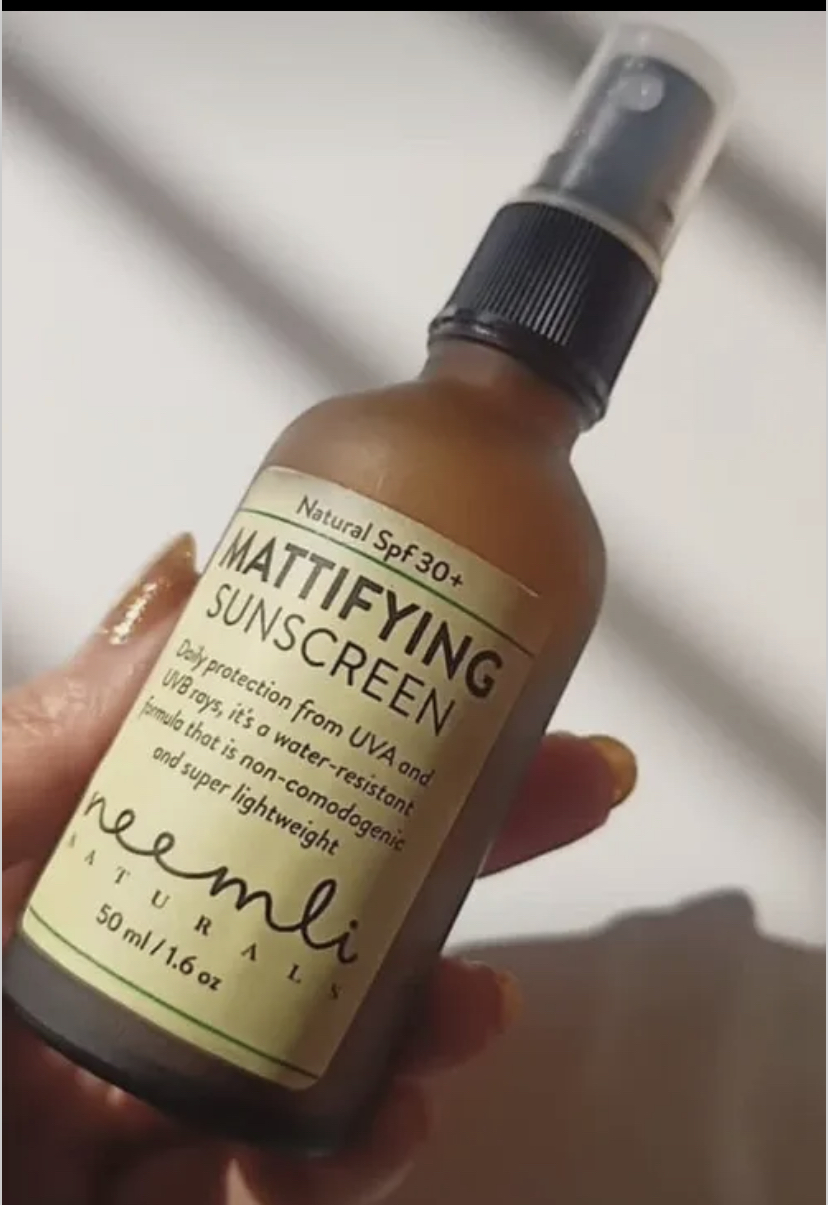 Natural Spf 30+
MATTIFYING
SUNSCREEN
Daily protection from UVA and
UVB rays, it's a water-resistant
formula that is non-comodogenic
and super lightweight
neemli
NATURALS
50 ml / 1.6 oz